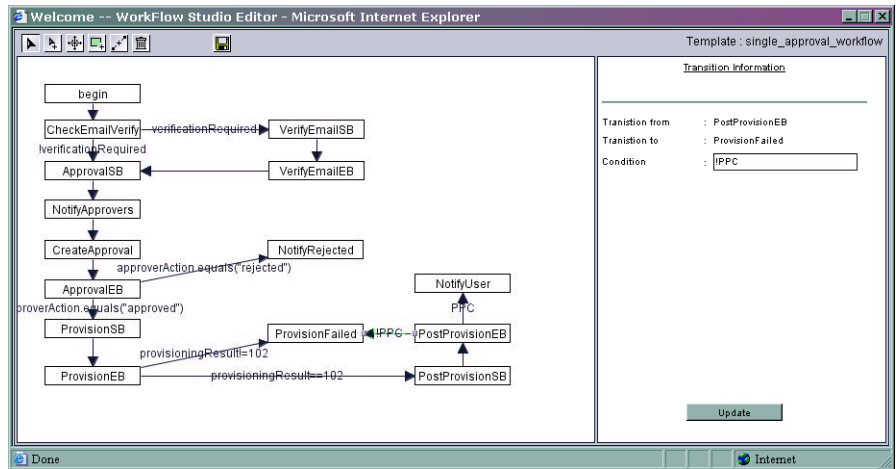 Welcome -- WorkFlow Studio Editor - Microsoft Internet Explorer
Template : single_approval_workflow
begin
CheckEmailVerify
verificationRequired
VerifyEmailSB
!verificationRequired
ApprovalSB
VerifyEmailEB
NotifyApprovers
CreateApproval
NotifyRejected
approverAction.equals("rejected")
ApprovalEB
NotifyUser
proverAction.equals("approved")
PPC
ProvisionSB
ProvisionFailed
!PPC
PostProvisionEB
provisioningResult!=102
ProvisionEB
provisioningResult==102
PostProvisionSB
Transition Information
Tranistion from : PostProvisionEB
Tranistion to : ProvisionFailed
Condition : !PPC
Update
Done
Internet